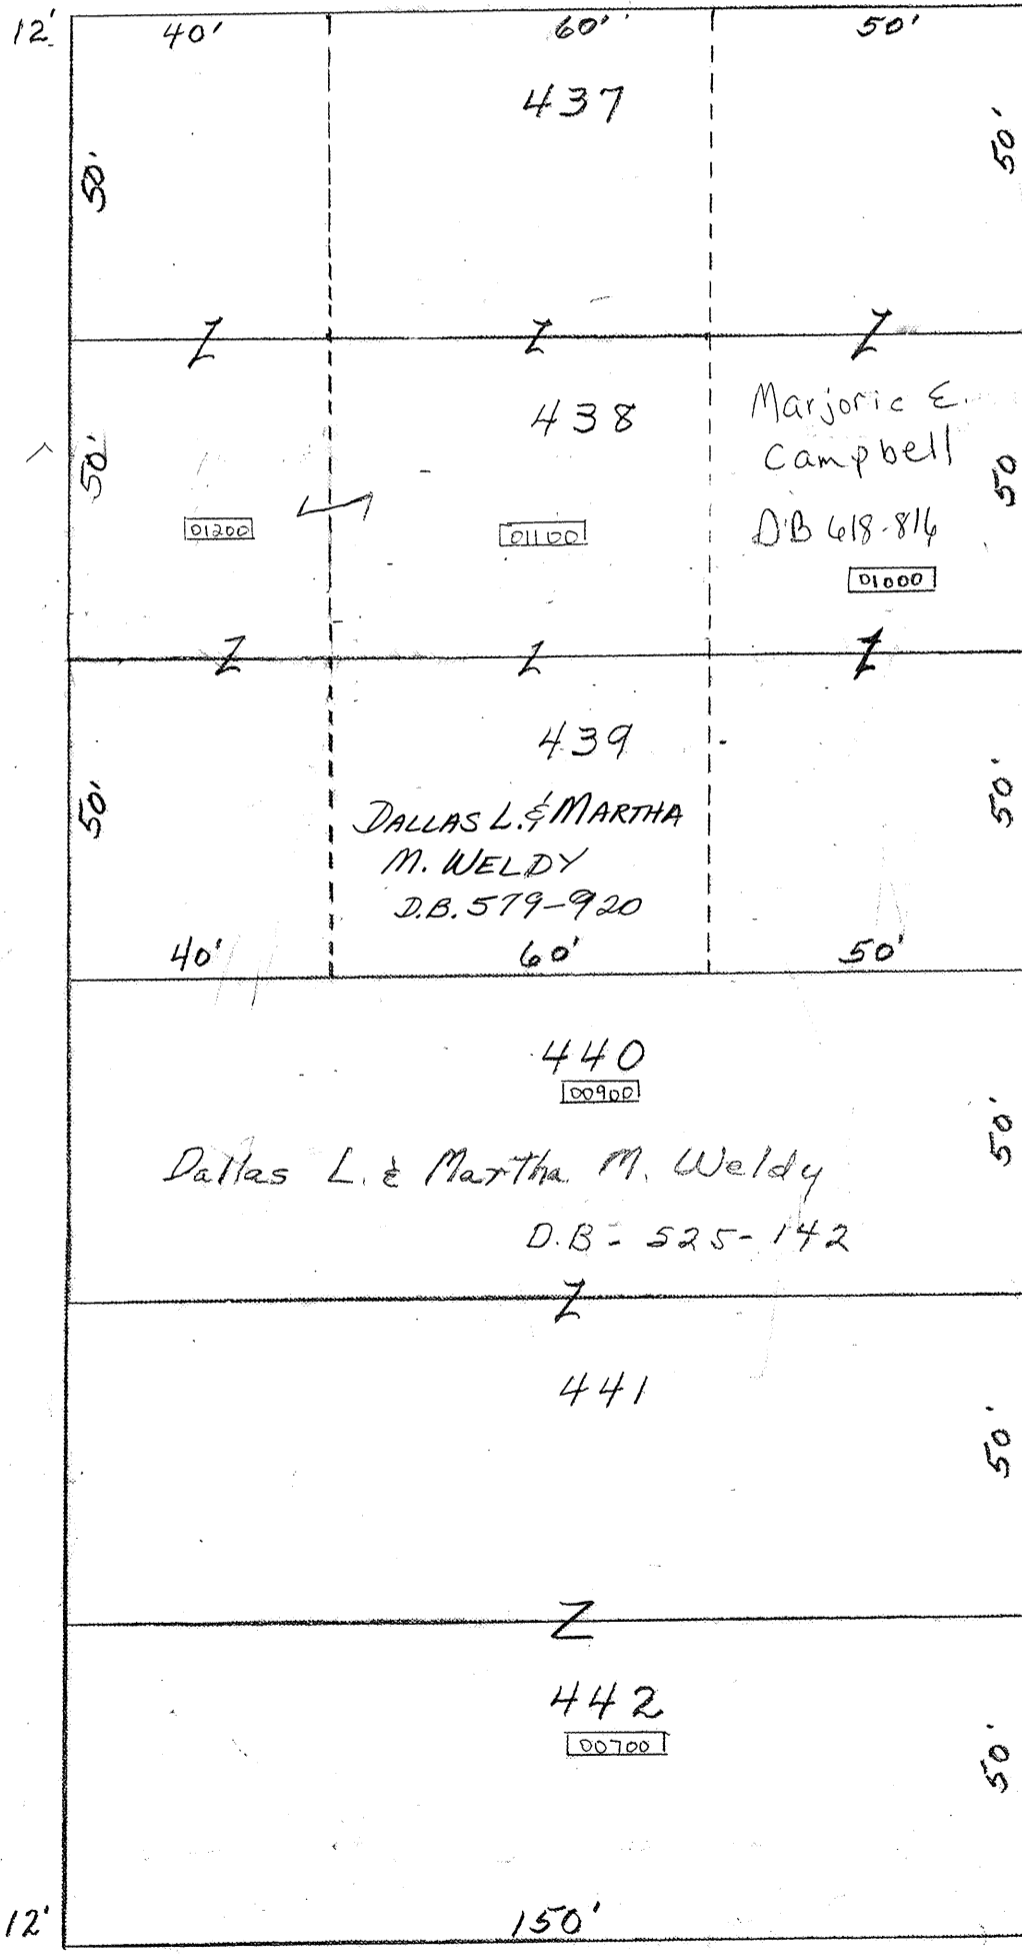 12'
40'
60'
50'
437
50'
50'
Z
Z
Z
438
Marjorie E.
Campbell
50'
50
01200
01100
D.B 618-816
01000
Z
Z
Z
439
50'
50'
DALLAS L. & MARTHA
M. WELDY
D.B. 579-920
40'
60'
50'
440
00900
50'
Dallas L. & Martha M. Weldy
D.B - 525-142
Z
441
50'
Z
442
00700
50'
12'
150'